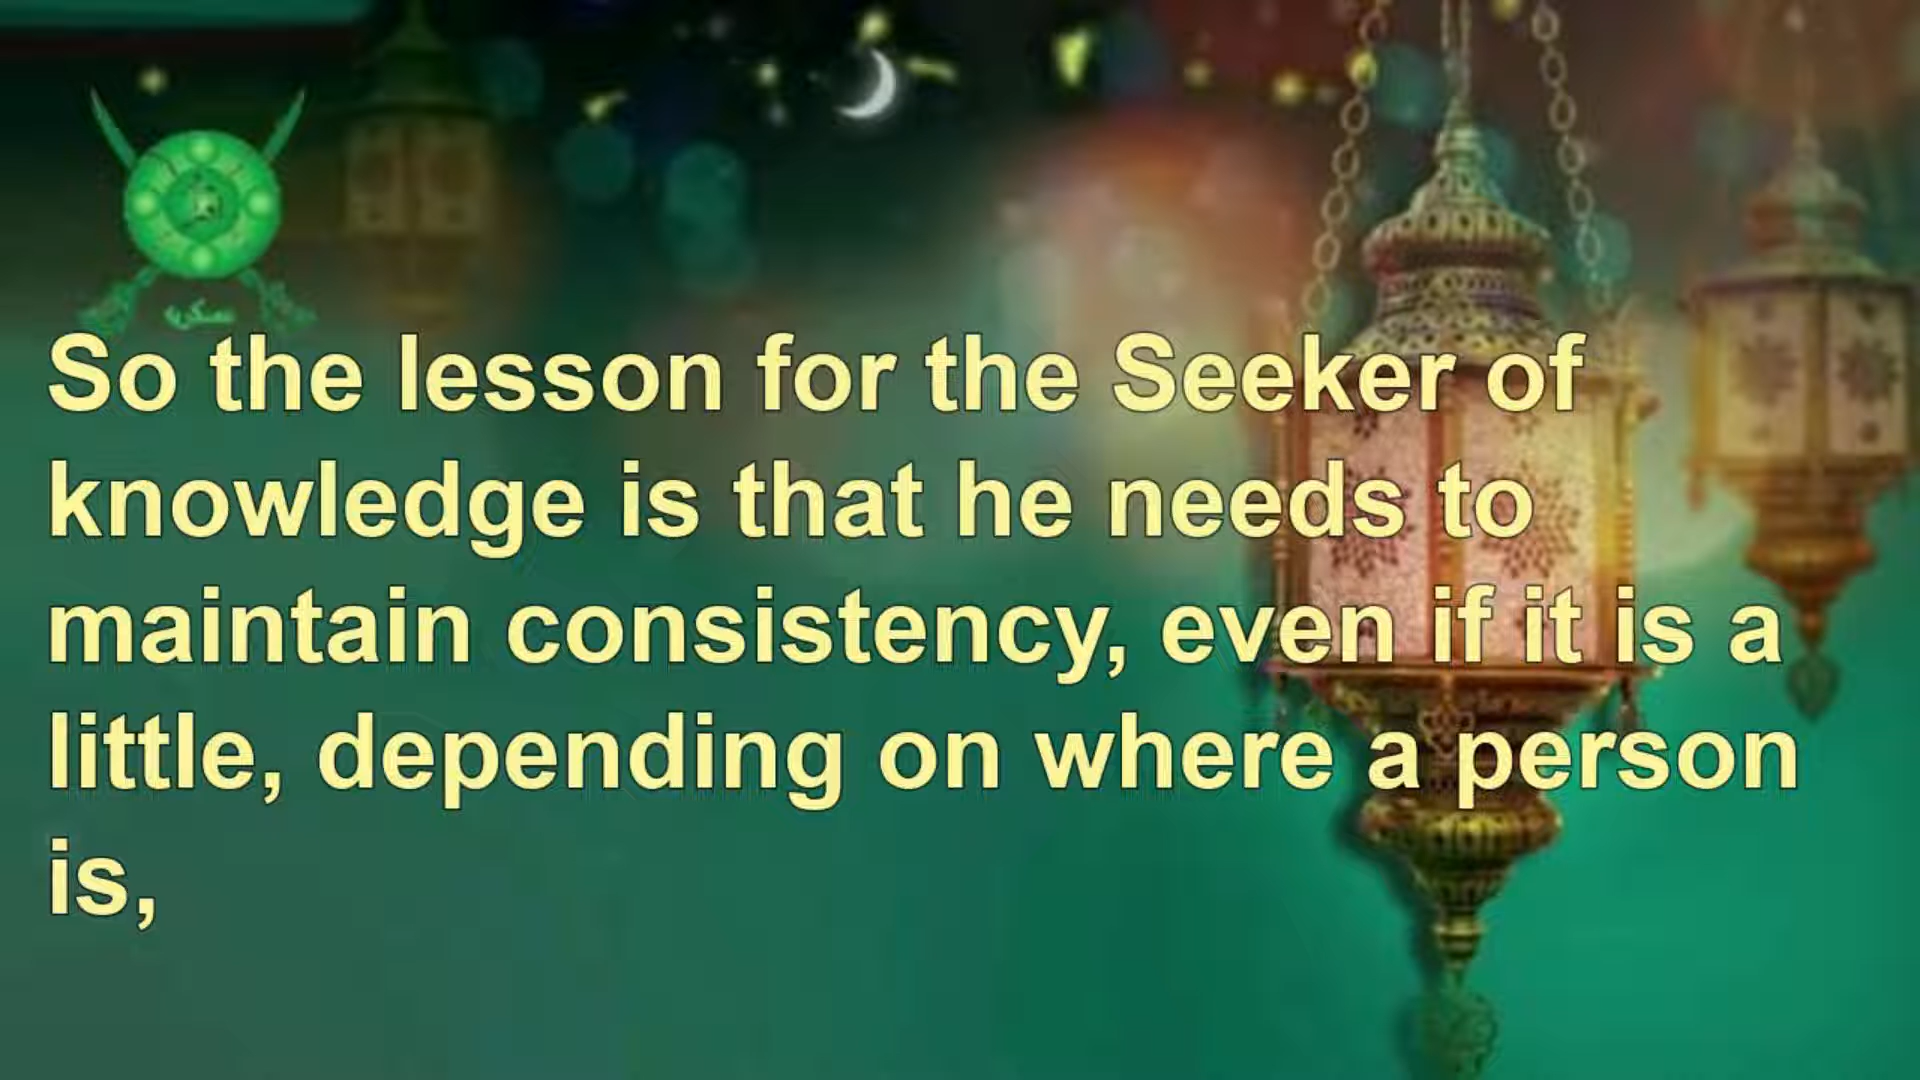 So the lesson for the Seeker of
knowledge is that he needs to
maintain consistency, even if it is a
little, depending on where a person
is,